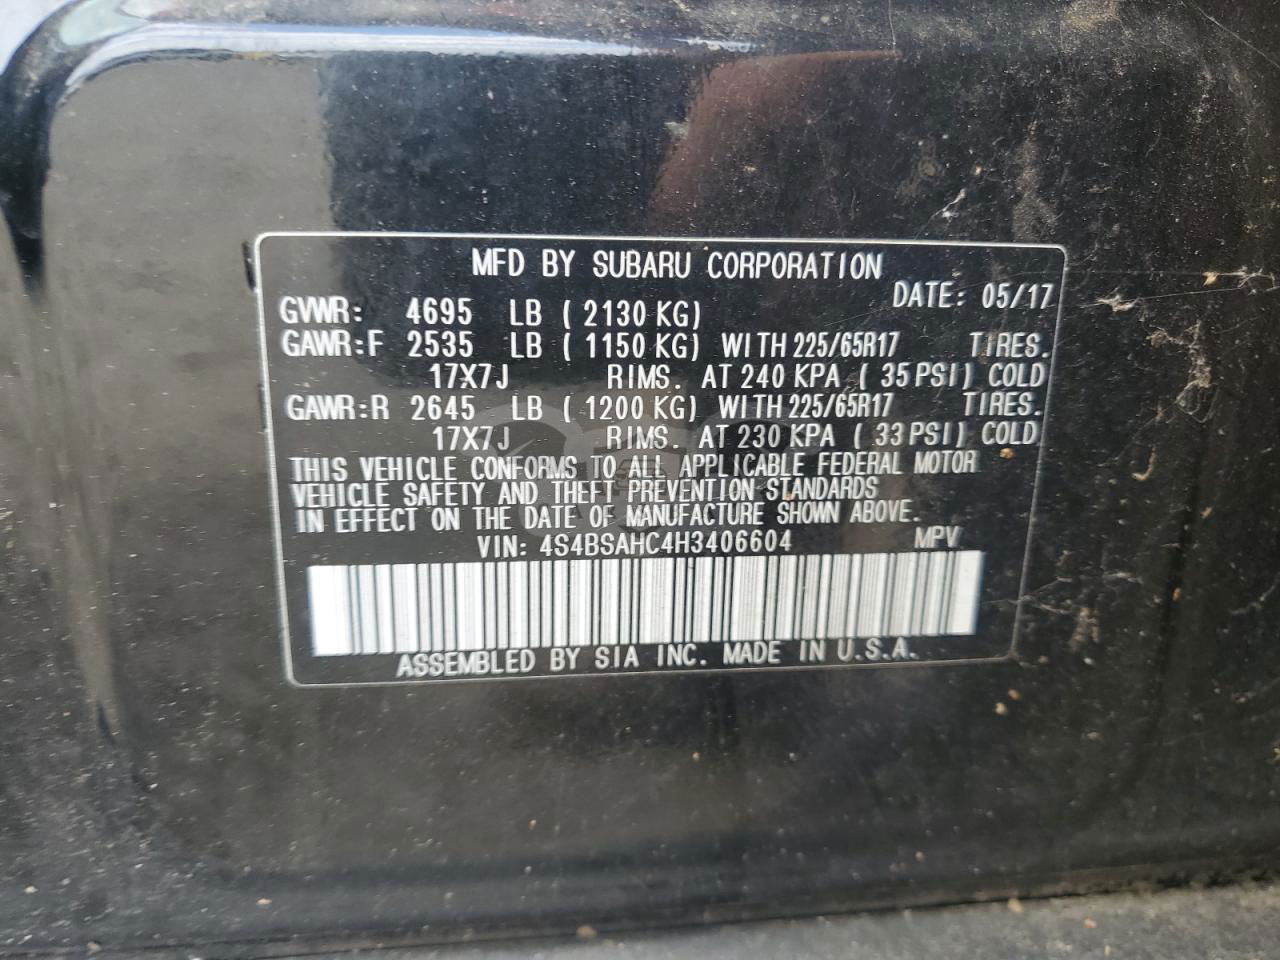 MFD BY SUBARU CORPORATION
DATE: 05/17
GVWR: 4695 LB ( 2130 KG)
GAWR:F 2535 LB ( 1150 KG) WITH 225/65R17 TIRES.
17X7J RIMS. AT 240 KPA ( 35 PSI) COLD
GAWR:R 2645 LB ( 1200 KG) WITH 225/65R17 TIRES.
17X7J RIMS. AT 230 KPA ( 33 PSI) COLD
THIS VEHICLE CONFORMS TO ALL APPLICABLE FEDERAL MOTOR
VEHICLE SAFETY AND THEFT PREVENTION STANDARDS
IN EFFECT ON THE DATE OF MANUFACTURE SHOWN ABOVE.
VIN: 4S4BSAHC4H3406604 MPV
ASSEMBLED BY SIA INC. MADE IN U.S.A.